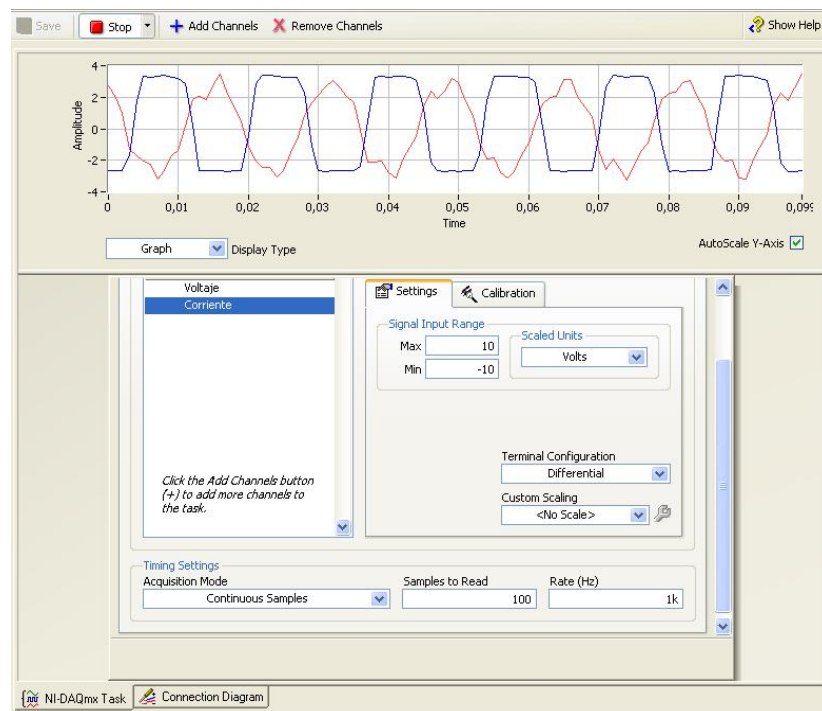 Save Stop Add Channels Remove Channels Show Help
4
2
0
-2
-4
Amplitude
0 0,01 0,02 0,03 0,04 0,05 0,06 0,07 0,08 0,09 0,099
Time
Graph Display Type AutoScale Y-Axis
Voltaje
Corriente
Click the Add Channels button
(+) to add more channels to
the task.
Settings Calibration
Signal Input Range
Max 10
Min -10
Scaled Units
Volts
Terminal Configuration
Differential
Custom Scaling
<No Scale>
Timing Settings
Acquisition Mode Samples to Read Rate (Hz)
Continuous Samples 100 1k
NI-DAQmx Task Connection Diagram